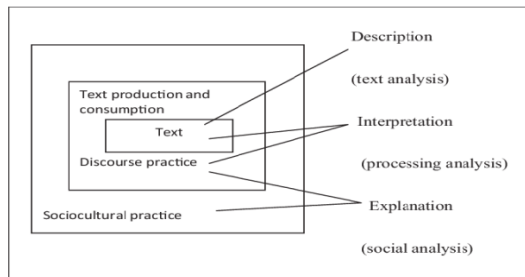 Description
(text analysis)
Text production and
consumption
Text
Interpretation
Discourse practice
(processing analysis)
Sociocultural practice
Explanation
(social analysis)